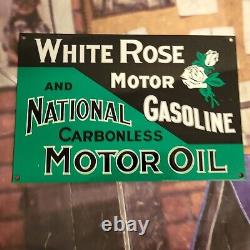 WHITE ROSE
MOTOR
GASOLINE
AND
NATIONAL
CARBONLESS
MOTOR OIL